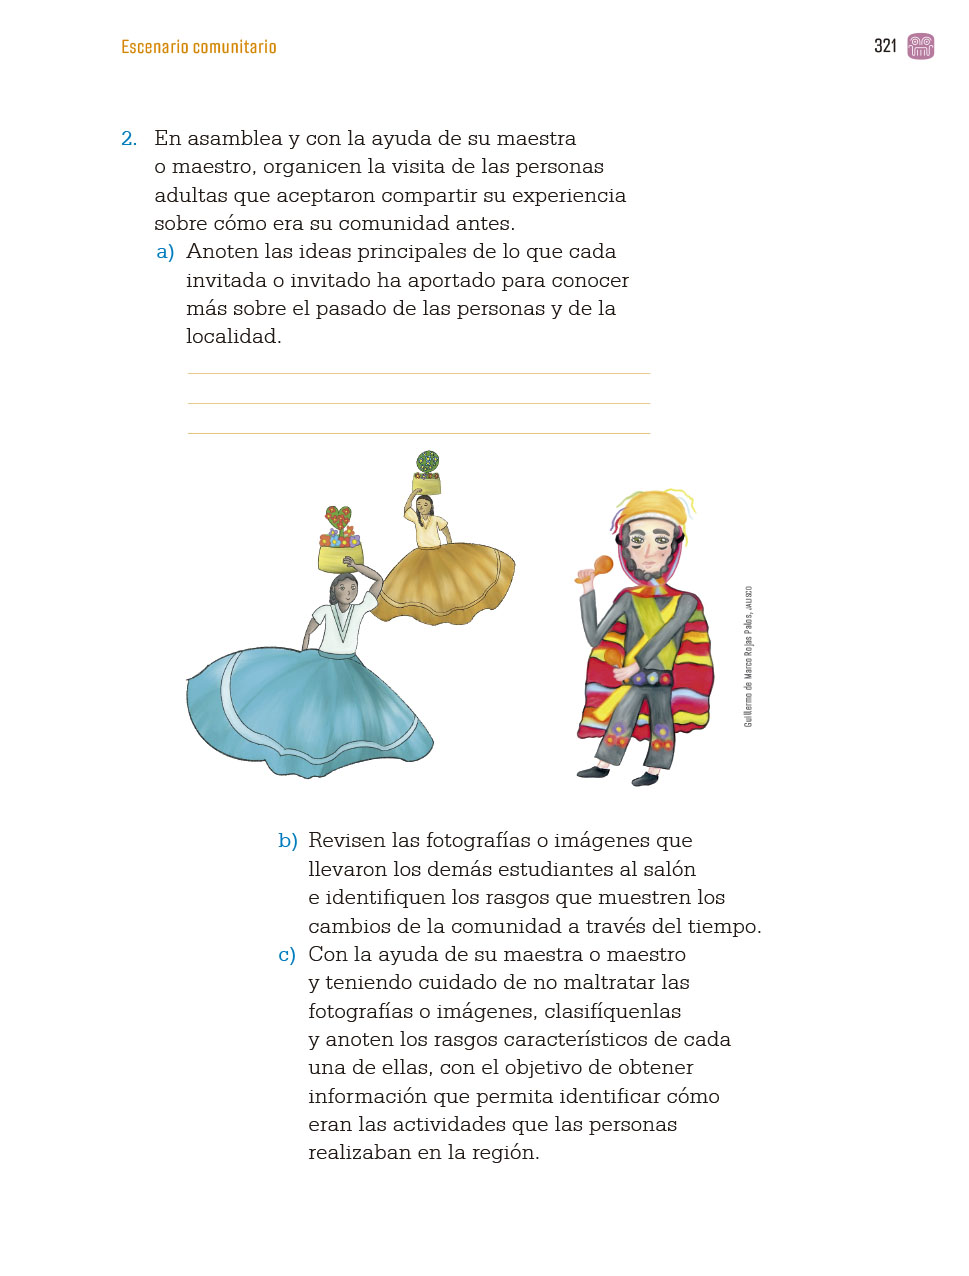 Escenario comunitario
321
2. En asamblea y con la ayuda de su maestra
o maestro, organicen la visita de las personas
adultas que aceptaron compartir su experiencia
sobre cómo era su comunidad antes.
a) Anoten las ideas principales de lo que cada
invitada o invitado ha aportado para conocer
más sobre el pasado de las personas y de la
localidad.
Guillermo de Marco Rojas Palos, JALISCO
b) Revisen las fotografías o imágenes que
llevaron los demás estudiantes al salón
e identifiquen los rasgos que muestren los
cambios de la comunidad a través del tiempo.
c) Con la ayuda de su maestra o maestro
y teniendo cuidado de no maltratar las
fotografías o imágenes, clasifíquenlas
y anoten los rasgos característicos de cada
una de ellas, con el objetivo de obtener
información que permita identificar cómo
eran las actividades que las personas
realizaban en la región.